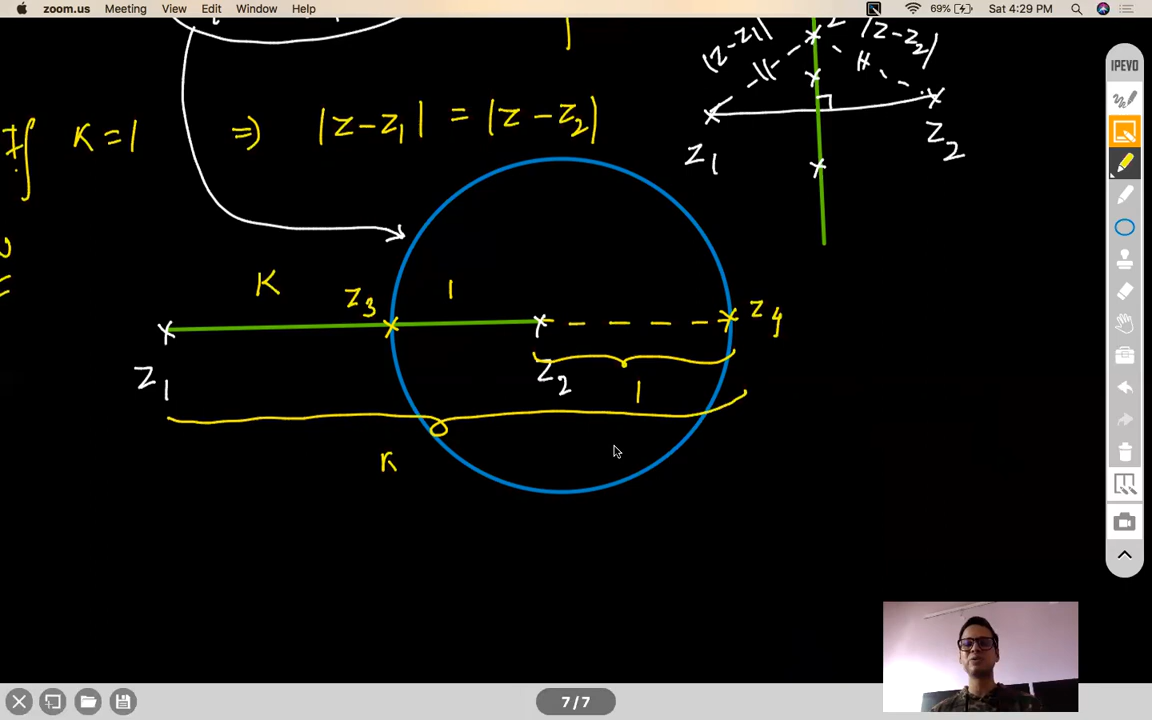 zoom.us Meeting View Edit Window Help 69% Sat 4:29 PM
IPEVO
|z-z1| |z-z2|
If K=1 => |z-z1| = |z-z2|
z1 z2
K z3 1 z4
z1 z2
1
K
7/7